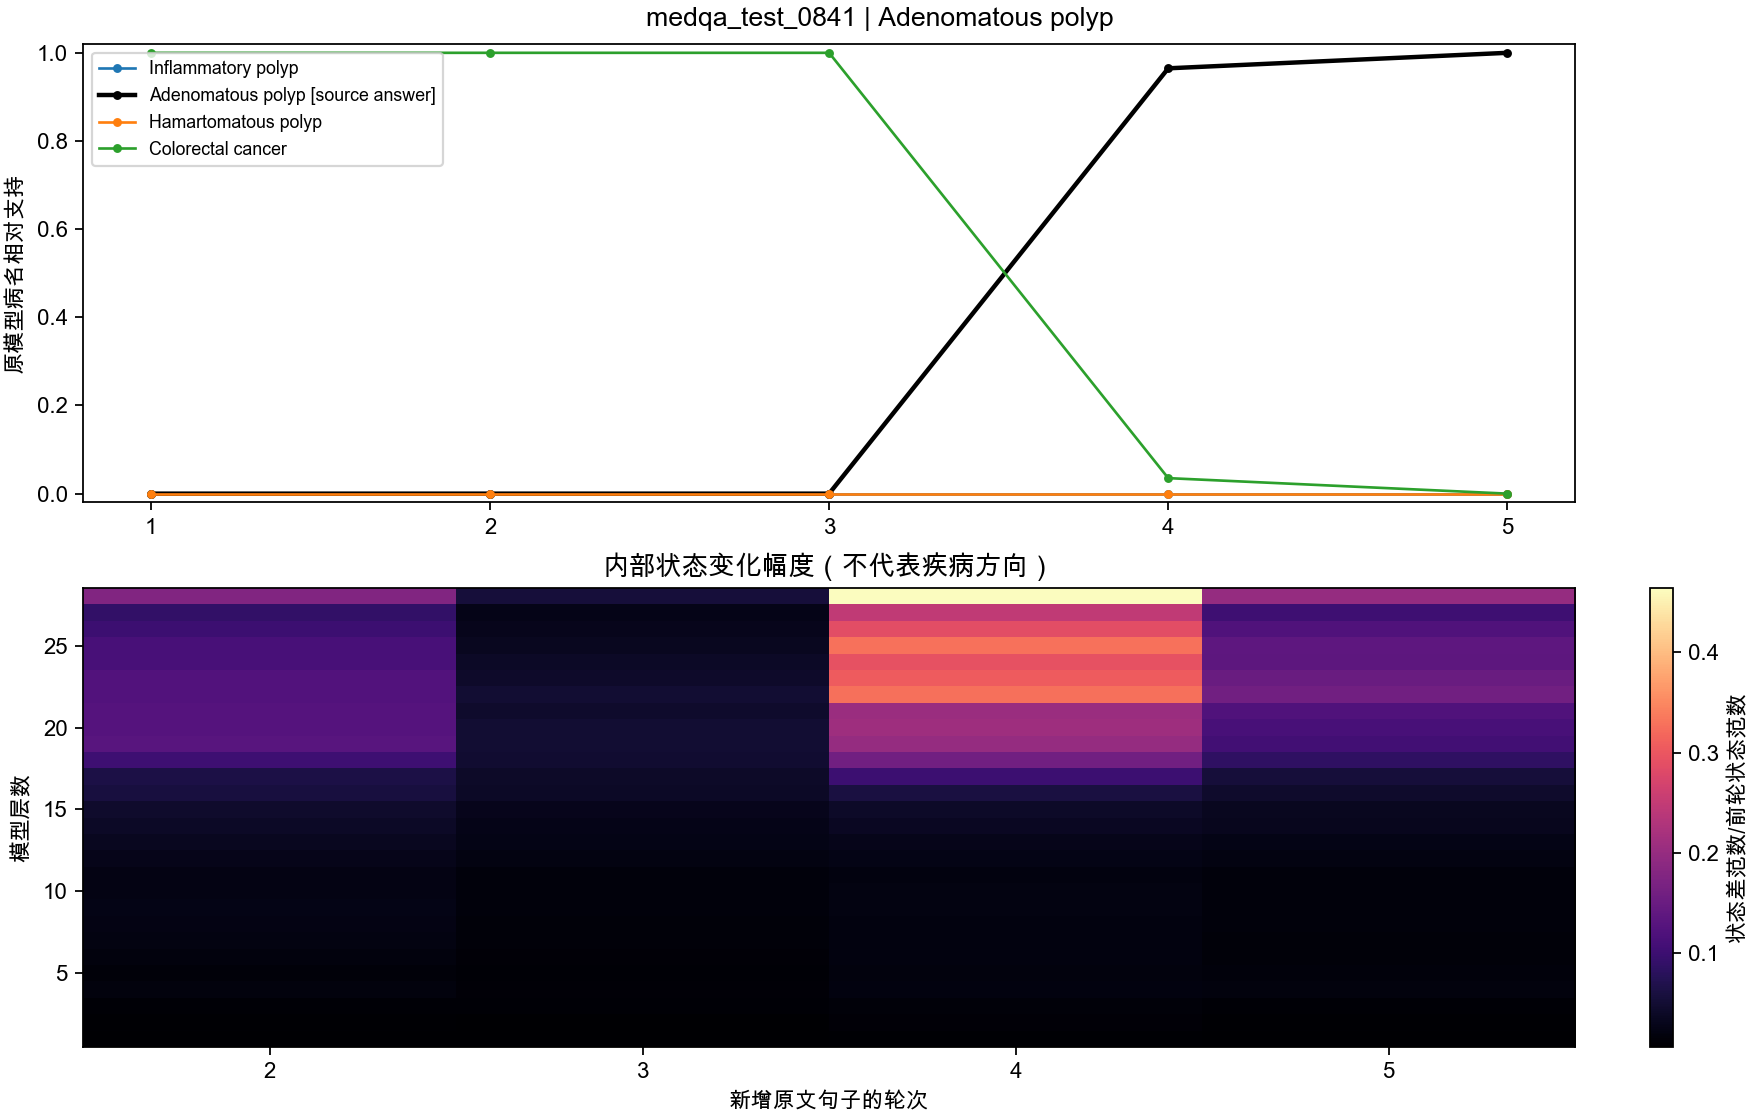 medqa_test_0841 | Adenomatous polyp
原模型病名相对支持
1.0
0.8
0.6
0.4
0.2
0.0
Inflammatory polyp
Adenomatous polyp [source answer]
Hamartomatous polyp
Colorectal cancer
1 2 3 4 5
内部状态变化幅度（不代表疾病方向）
模型层数
25
20
15
10
5
2 3 4 5
新增原文句子的轮次
0.4
0.3
0.2
0.1
状态差范数/前轮状态范数